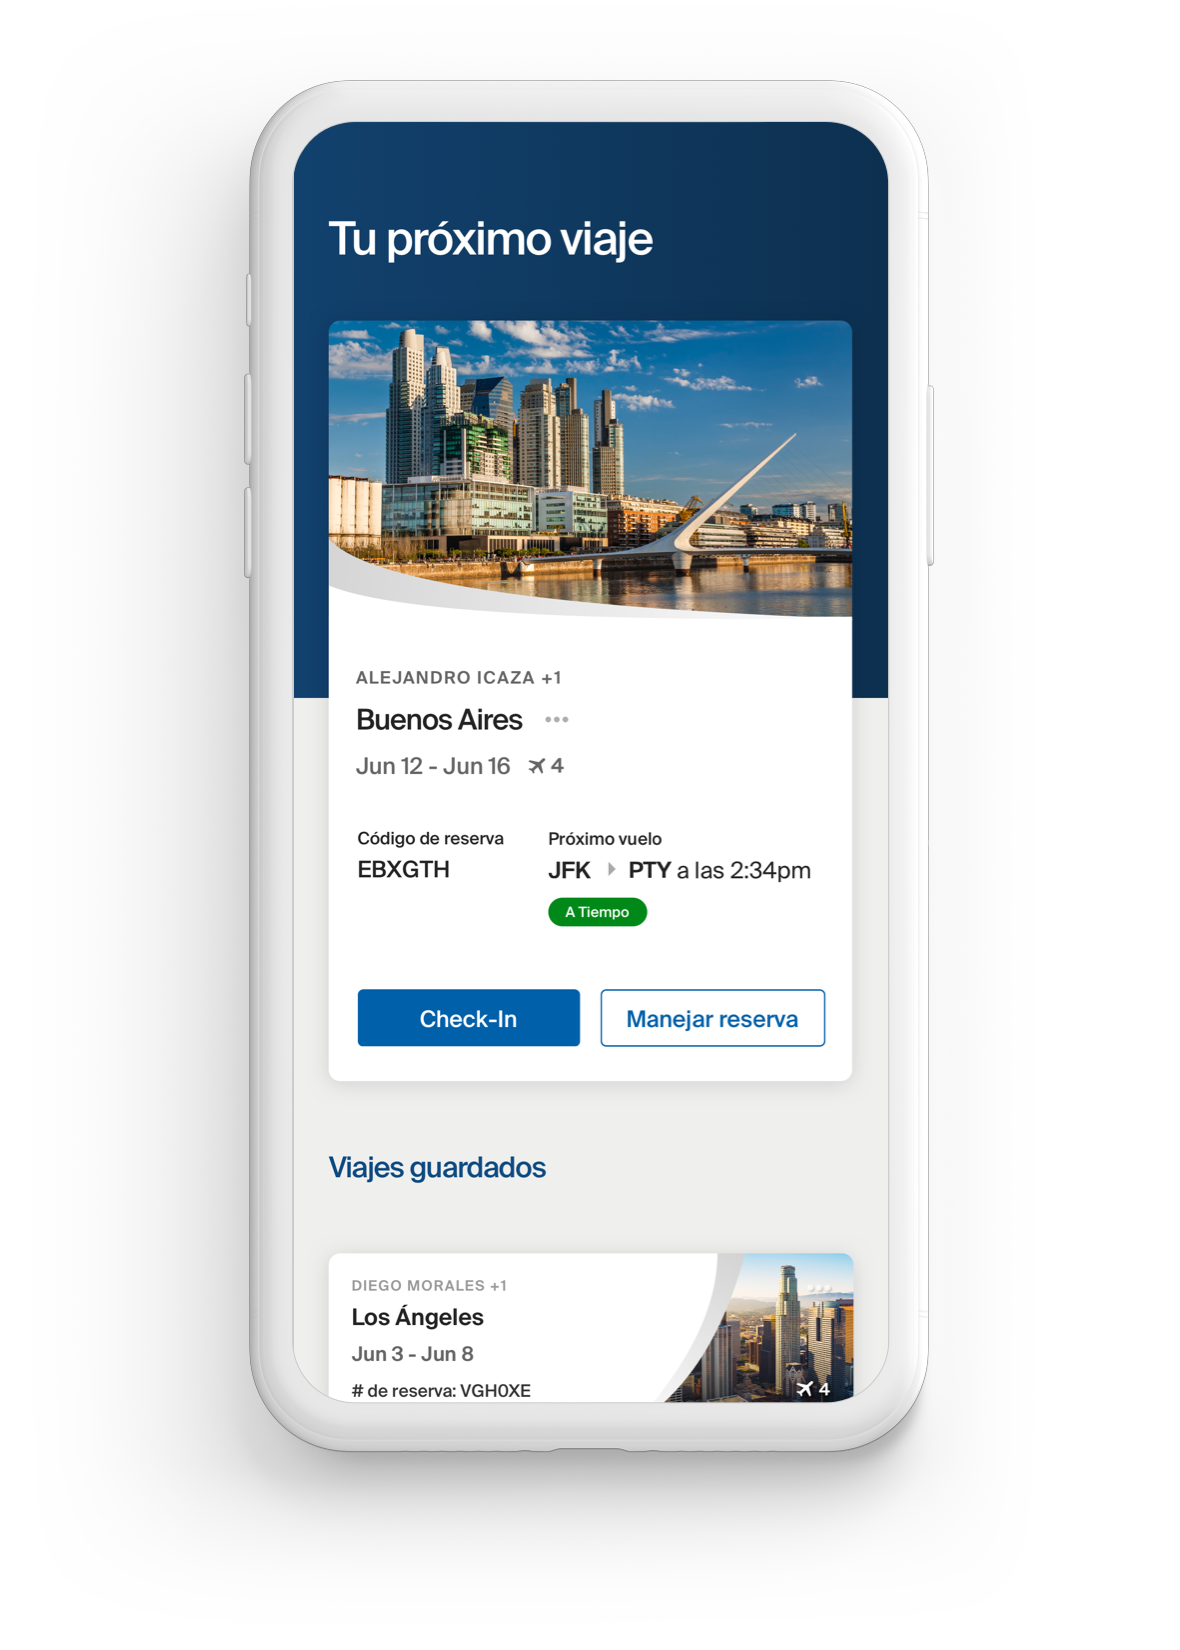 Tu próximo viaje
ALEJANDRO ICAZA +1
Buenos Aires
Jun 12 - Jun 16 4
Código de reserva
EBXGTH
Próximo vuelo
JFK PTY a las 2:34pm
A Tiempo
Check-In
Manejar reserva
Viajes guardados
DIEGO MORALES +1
Los Ángeles
Jun 3 - Jun 8
# de reserva: VGH0XE
4